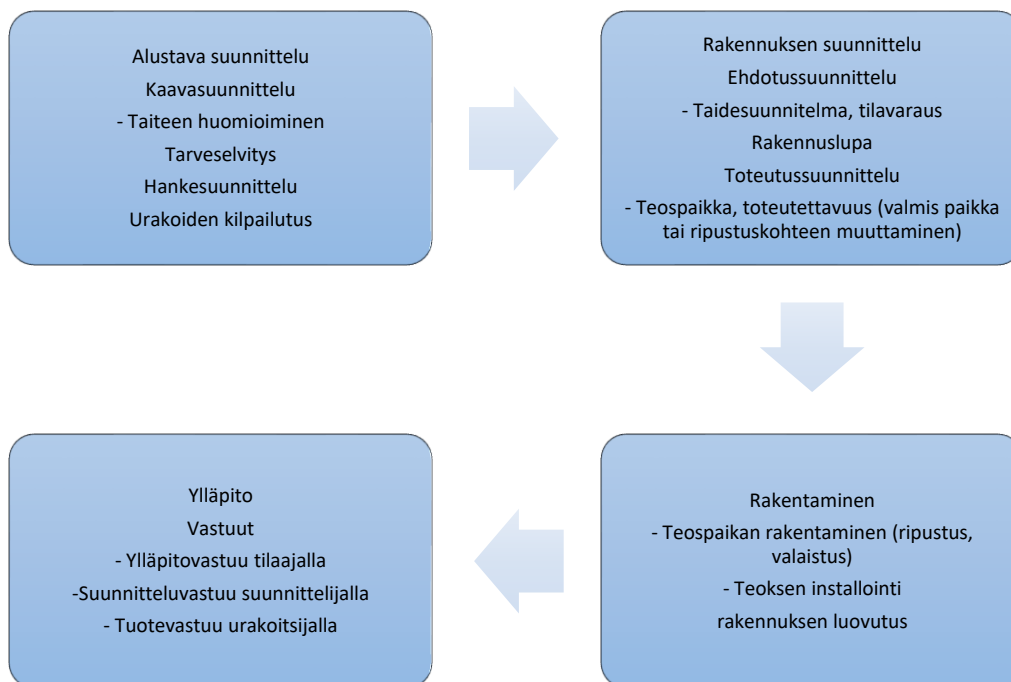 Alustava suunnittelu
Kaavasuunnittelu
- Taiteen huomioiminen
Tarveselvitys
Hankesuunnittelu
Urakoiden kilpailutus
Rakennuksen suunnittelu
Ehdotussuunnittelu
- Taidesuunnitelma, tilavaraus
Rakennuslupa
Toteutussuunnittelu
- Teospaikka, toteutettavuus (valmis paikka
tai ripustuskohteen muuttaminen)
Rakentaminen
- Teospaikan rakentaminen (ripustus,
valaistus)
- Teoksen installointi
rakennuksen luovutus
Ylläpito
Vastuut
- Ylläpitovastuu tilaajalla
-Suunnitteluvastuu suunnittelijalla
- Tuotevastuu urakoitsijalla